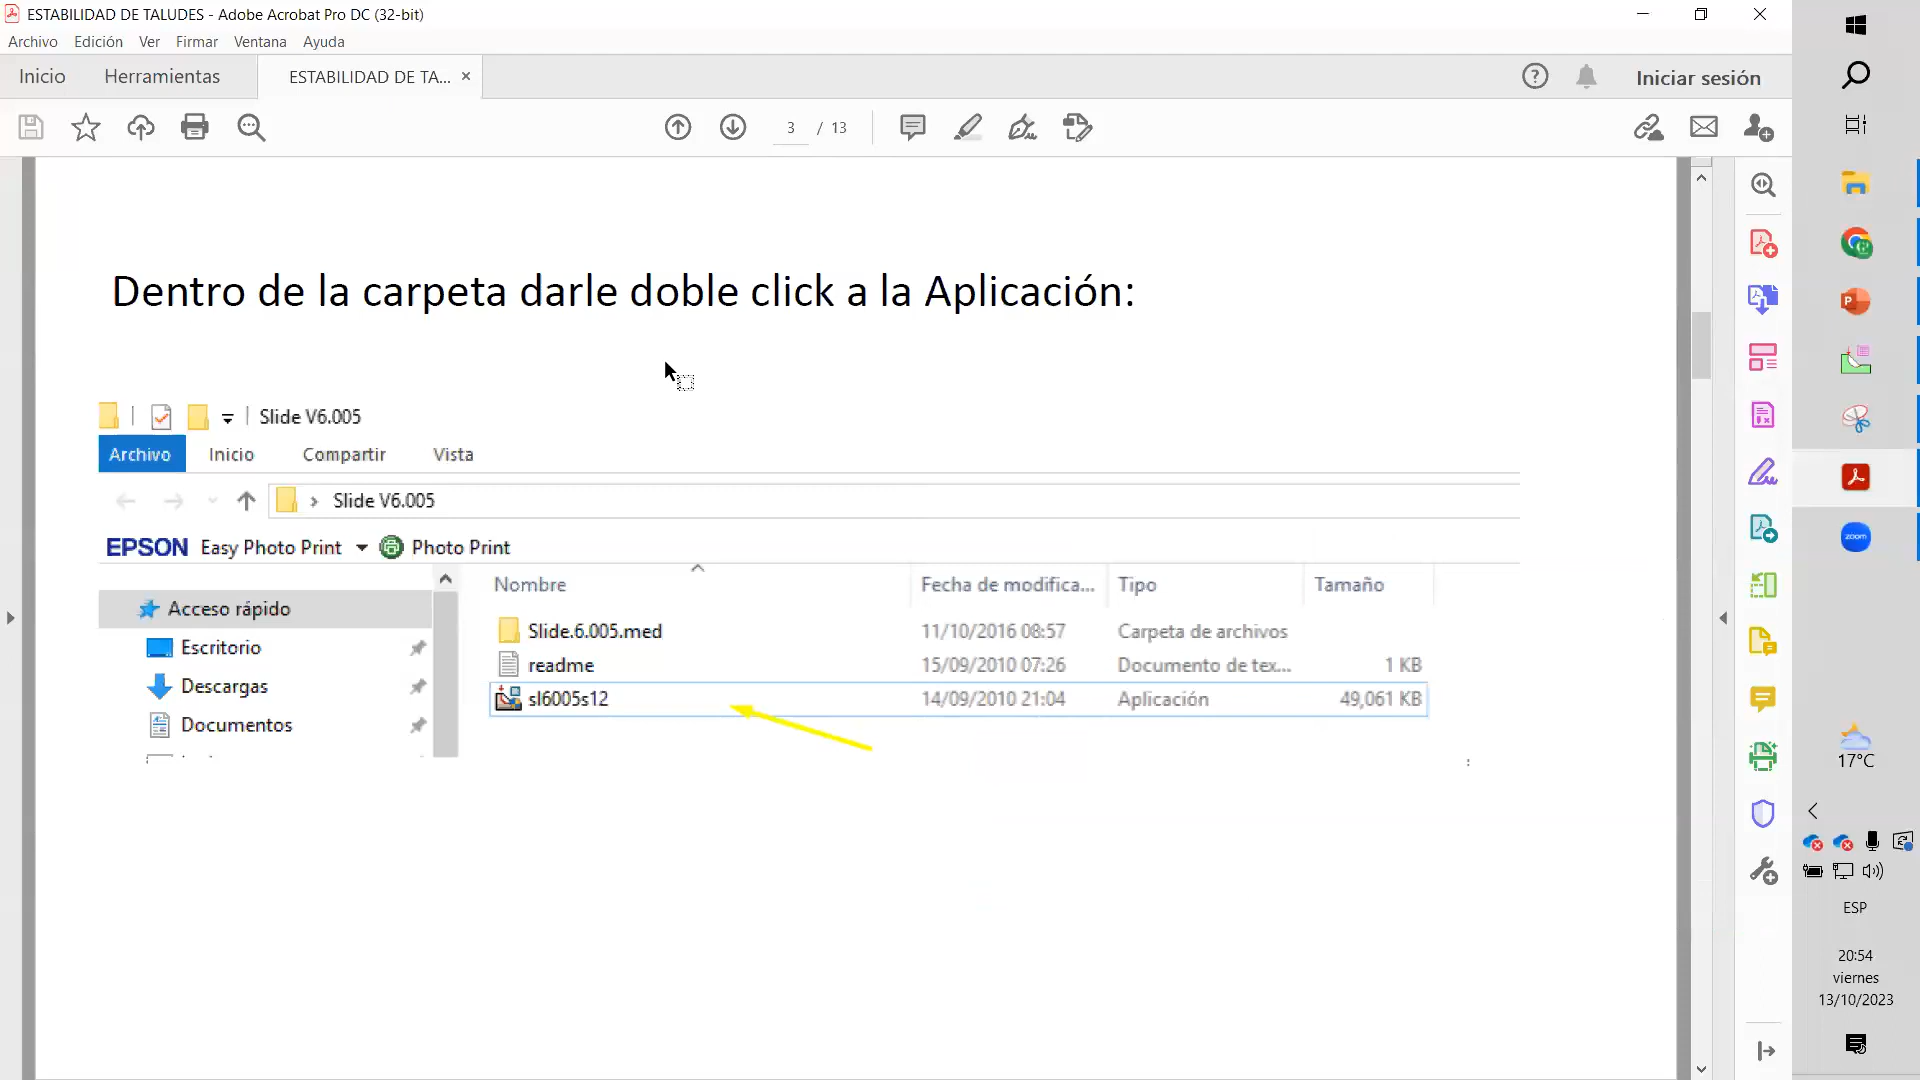 ESTABILIDAD DE TALUDES - Adobe Acrobat Pro DC (32-bit)
Archivo Edición Ver Firmar Ventana Ayuda
Inicio Herramientas ESTABILIDAD DE TA... × Iniciar sesión
3 / 13
Dentro de la carpeta darle doble click a la Aplicación:
Slide V6.005
Archivo Inicio Compartir Vista
Slide V6.005
EPSON Easy Photo Print Photo Print
Nombre Fecha de modifica... Tipo Tamaño
Acceso rápido
Slide.6.005.med 11/10/2016 08:57 Carpeta de archivos
Escritorio
readme 15/09/2010 07:26 Documento de tex... 1 KB
Descargas
sl6005s12 14/09/2010 21:04 Aplicación 49,061 KB
Documentos
zoom
17°C
ESP
20:54
viernes
13/10/2023